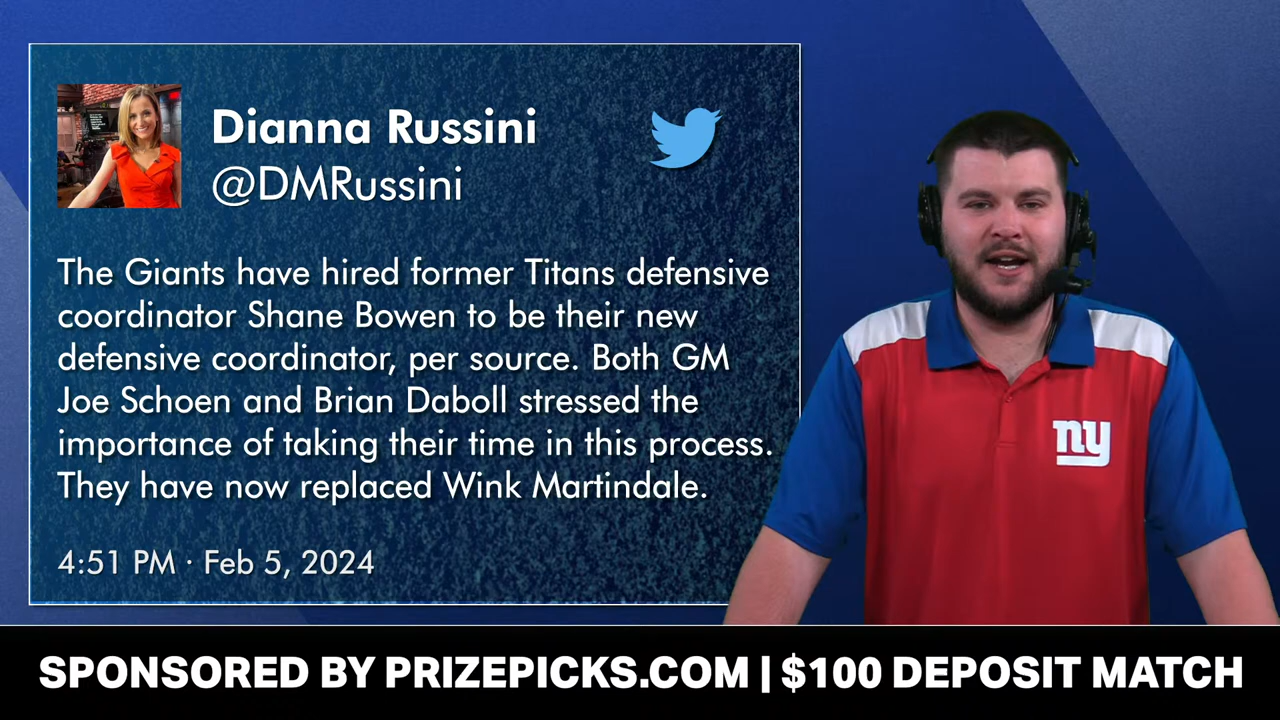 Dianna Russini
@DMRussini
The Giants have hired former Titans defensive
coordinator Shane Bowen to be their new
defensive coordinator, per source. Both GM
Joe Schoen and Brian Daboll stressed the
importance of taking their time in this process.
They have now replaced Wink Martindale.
4:51 PM · Feb 5, 2024
ny
SPONSORED BY PRIZEPICKS.COM | $100 DEPOSIT MATCH